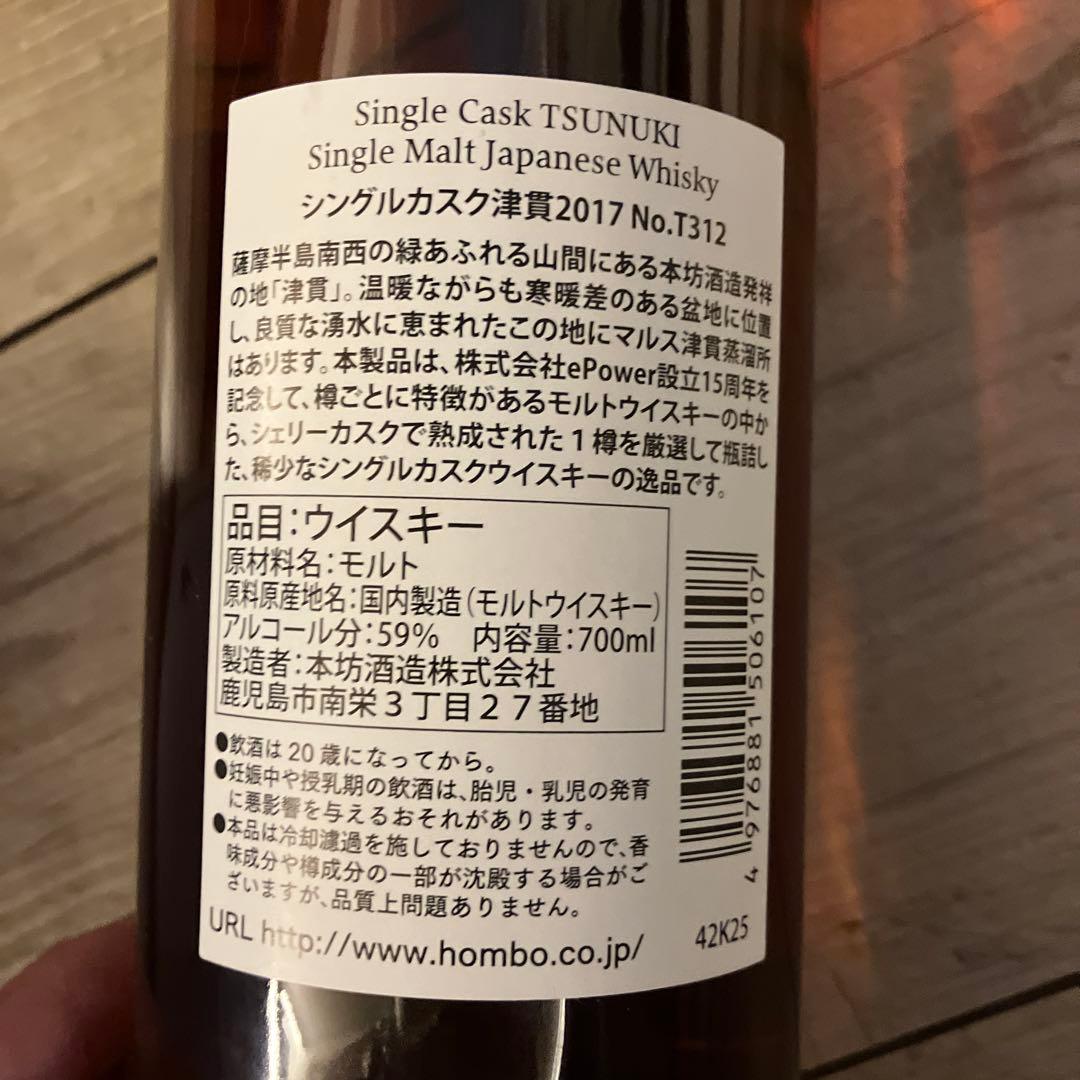 Single Cask TSUNUKI
Single Malt Japanese Whisky
シングルカスク津貫2017 No.T312
薩摩半島南西の緑あふれる山間にある本坊酒造発祥
の地「津貫」。温暖ながらも寒暖差のある盆地に位置
し、良質な湧水に恵まれたこの地にマルス津貫蒸溜所
はあります。本製品は、株式会社ePower設立15周年を
記念して、樽ごとに特徴があるモルトウイスキーの中か
ら、シェリーカスクで熟成された1樽を厳選して瓶詰し
た、稀少なシングルカスクウイスキーの逸品です。
品目：ウイスキー
原材料名：モルト
原料原産地名：国内製造（モルトウイスキー）
アルコール分：59%　内容量：700ml
製造者：本坊酒造株式会社
鹿児島市南栄３丁目２７番地
●飲酒は 20 歳になってから。
●妊娠中や授乳期の飲酒は、胎児・乳児の発育
に悪影響を与えるおそれがあります。
●本品は冷却濾過を施しておりませんので、香
味成分や樽成分の一部が沈殿する場合がご
ざいますが、品質上問題ありません。
URL http://www.hombo.co.jp/
4 976881 506107
42K25